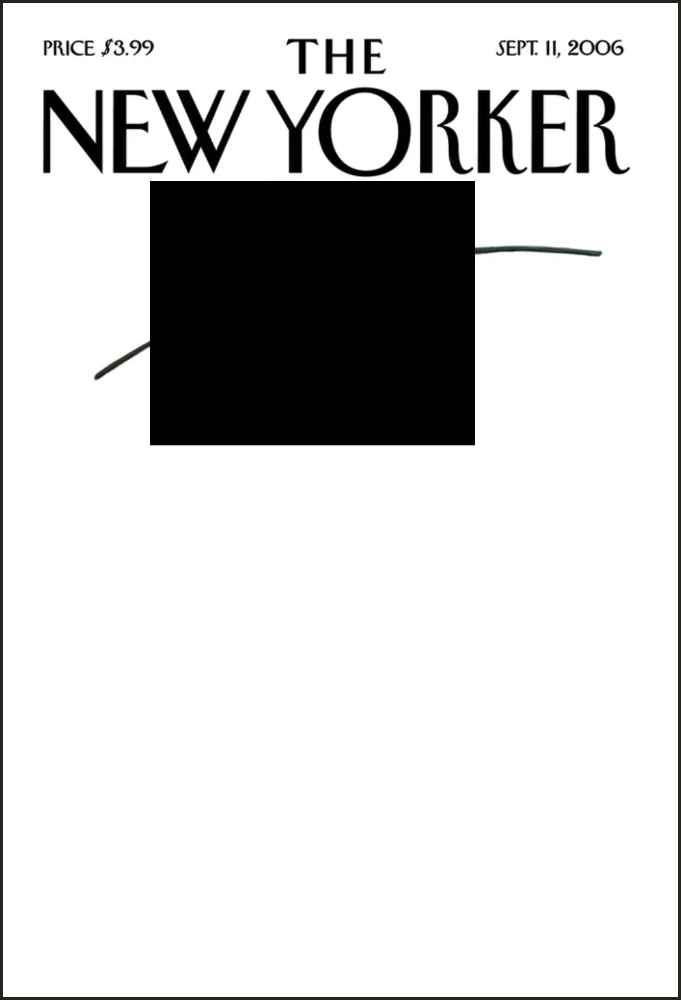 PRICE $3.99
THE
SEPT. 11, 2006
NEW YORKER